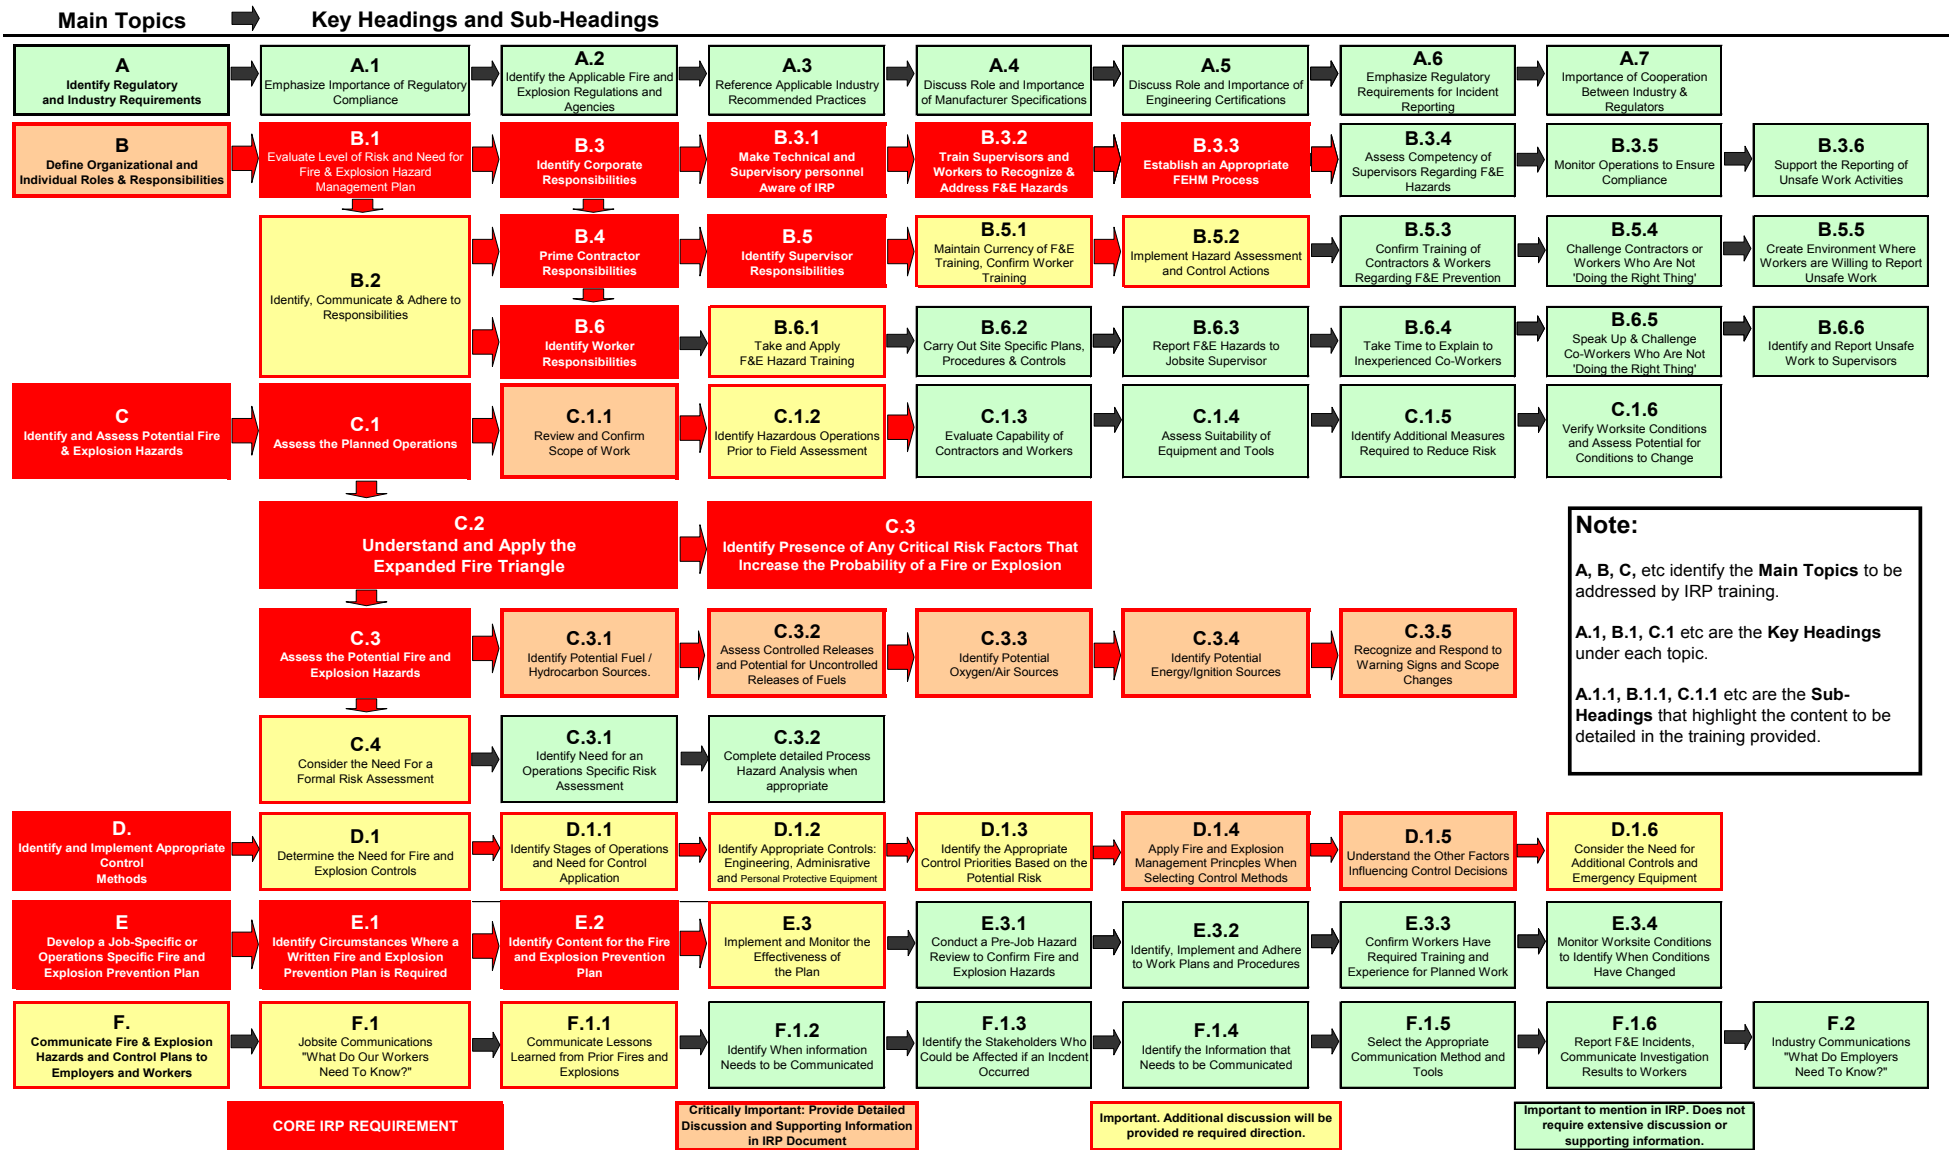 Main Topics
Key Headings and Sub-Headings
A
Identify Regulatory
and Industry Requirements
A.1
Emphasize Importance of Regulatory
Compliance
A.2
Identify the Applicable Fire and
Explosion Regulations and
Agencies
A.3
Reference Applicable Industry
Recommended Practices
A.4
Discuss Role and Importance
of Manufacturer Specifications
A.5
Discuss Role and Importance of
Engineering Certifications
A.6
Emphasize Regulatory
Requirements for Incident
Reporting
A.7
Importance of Cooperation
Between Industry &
Regulators
B
Define Organizational and
Individual Roles & Responsibilities
B.1
Evaluate Level of Risk and Need for
Fire & Explosion Hazard
Management Plan
B.3
Identify Corporate
Responsibilities
B.3.1
Make Technical and
Supervisory personnel
Aware of IRP
B.3.2
Train Supervisors and
Workers to Recognize &
Address F&E Hazards
B.3.3
Establish an Appropriate
FEHM Process
B.3.4
Assess Competency of
Supervisors Regarding F&E
Hazards
B.3.5
Monitor Operations to Ensure
Compliance
B.3.6
Support the Reporting of
Unsafe Work Activities
B.2
Identify, Communicate & Adhere to
Responsibilities
B.4
Prime Contractor
Responsibilities
B.5
Identify Supervisor
Responsibilities
B.5.1
Maintain Currency of F&E
Training, Confirm Worker
Training
B.5.2
Implement Hazard Assessment
and Control Actions
B.5.3
Confirm Training of
Contractors & Workers
Regarding F&E Prevention
B.5.4
Challenge Contractors or
Workers Who Are Not
'Doing the Right Thing'
B.5.5
Create Environment Where
Workers are Willing to Report
Unsafe Work
B.6
Identify Worker
Responsibilities
B.6.1
Take and Apply
F&E Hazard Training
B.6.2
Carry Out Site Specific Plans,
Procedures & Controls
B.6.3
Report F&E Hazards to
Jobsite Supervisor
B.6.4
Take Time to Explain to
Inexperienced Co-Workers
B.6.5
Speak Up & Challenge
Co-Workers Who Are Not
'Doing the Right Thing'
B.6.6
Identify and Report Unsafe
Work to Supervisors
C
Identify and Assess Potential Fire
& Explosion Hazards
C.1
Assess the Planned Operations
C.1.1
Review and Confirm
Scope of Work
C.1.2
Identify Hazardous Operations
Prior to Field Assessment
C.1.3
Evaluate Capability of
Contractors and Workers
C.1.4
Assess Suitability of
Equipment and Tools
C.1.5
Identify Additional Measures
Required to Reduce Risk
C.1.6
Verify Worksite Conditions
and Assess Potential for
Conditions to Change
C.2
Understand and Apply the
Expanded Fire Triangle
C.3
Identify Presence of Any Critical Risk Factors That
Increase the Probability of a Fire or Explosion
Note:
A, B, C, etc identify the Main Topics to be
addressed by IRP training.
A.1, B.1, C.1 etc are the Key Headings
under each topic.
A.1.1, B.1.1, C.1.1 etc are the Sub-
Headings that highlight the content to be
detailed in the training provided.
C.3
Assess the Potential Fire and
Explosion Hazards
C.3.1
Identify Potential Fuel /
Hydrocarbon Sources.
C.3.2
Assess Controlled Releases
and Potential for Uncontrolled
Releases of Fuels
C.3.3
Identify Potential
Oxygen/Air Sources
C.3.4
Identify Potential
Energy/Ignition Sources
C.3.5
Recognize and Respond to
Warning Signs and Scope
Changes
C.4
Consider the Need For a
Formal Risk Assessment
C.3.1
Identify Need for an
Operations Specific Risk
Assessment
C.3.2
Complete detailed Process
Hazard Analysis when
appropriate
D.
Identify and Implement Appropriate
Control
Methods
D.1
Determine the Need for Fire and
Explosion Controls
D.1.1
Identify Stages of Operations
and Need for Control
Application
D.1.2
Identify Appropriate Controls:
Engineering, Adminisrative
and Personal Protective Equipment
D.1.3
Identify the Appropriate
Control Priorities Based on the
Potential Risk
D.1.4
Apply Fire and Explosion
Management Princples When
Selecting Control Methods
D.1.5
Understand the Other Factors
Influencing Control Decisions
D.1.6
Consider the Need for
Additional Controls and
Emergency Equipment
E
Develop a Job-Specific or
Operations Specific Fire and
Explosion Prevention Plan
E.1
Identify Circumstances Where a
Written Fire and Explosion
Prevention Plan is Required
E.2
Identify Content for the Fire
and Explosion Prevention
Plan
E.3
Implement and Monitor the
Effectiveness of
the Plan
E.3.1
Conduct a Pre-Job Hazard
Review to Confirm Fire and
Explosion Hazards
E.3.2
Identify, Implement and Adhere
to Work Plans and Procedures
E.3.3
Confirm Workers Have
Required Training and
Experience for Planned Work
E.3.4
Monitor Worksite Conditions
to Identify When Conditions
Have Changed
F.
Communicate Fire & Explosion
Hazards and Control Plans to
Employers and Workers
F.1
Jobsite Communications
"What Do Our Workers
Need To Know?"
F.1.1
Communicate Lessons
Learned from Prior Fires and
Explosions
F.1.2
Identify When information
Needs to be Communicated
F.1.3
Identify the Stakeholders Who
Could be Affected if an Incident
Occurred
F.1.4
Identify the Information that
Needs to be Communicated
F.1.5
Select the Appropriate
Communication Method and
Tools
F.1.6
Report F&E Incidents,
Communicate Investigation
Results to Workers
F.2
Industry Communications
"What Do Employers
Need To Know?"
CORE IRP REQUIREMENT
Critically Important: Provide Detailed
Discussion and Supporting Information
in IRP Document
Important. Additional discussion will be
provided re required direction.
Important to mention in IRP. Does not
require extensive discussion or
supporting information.